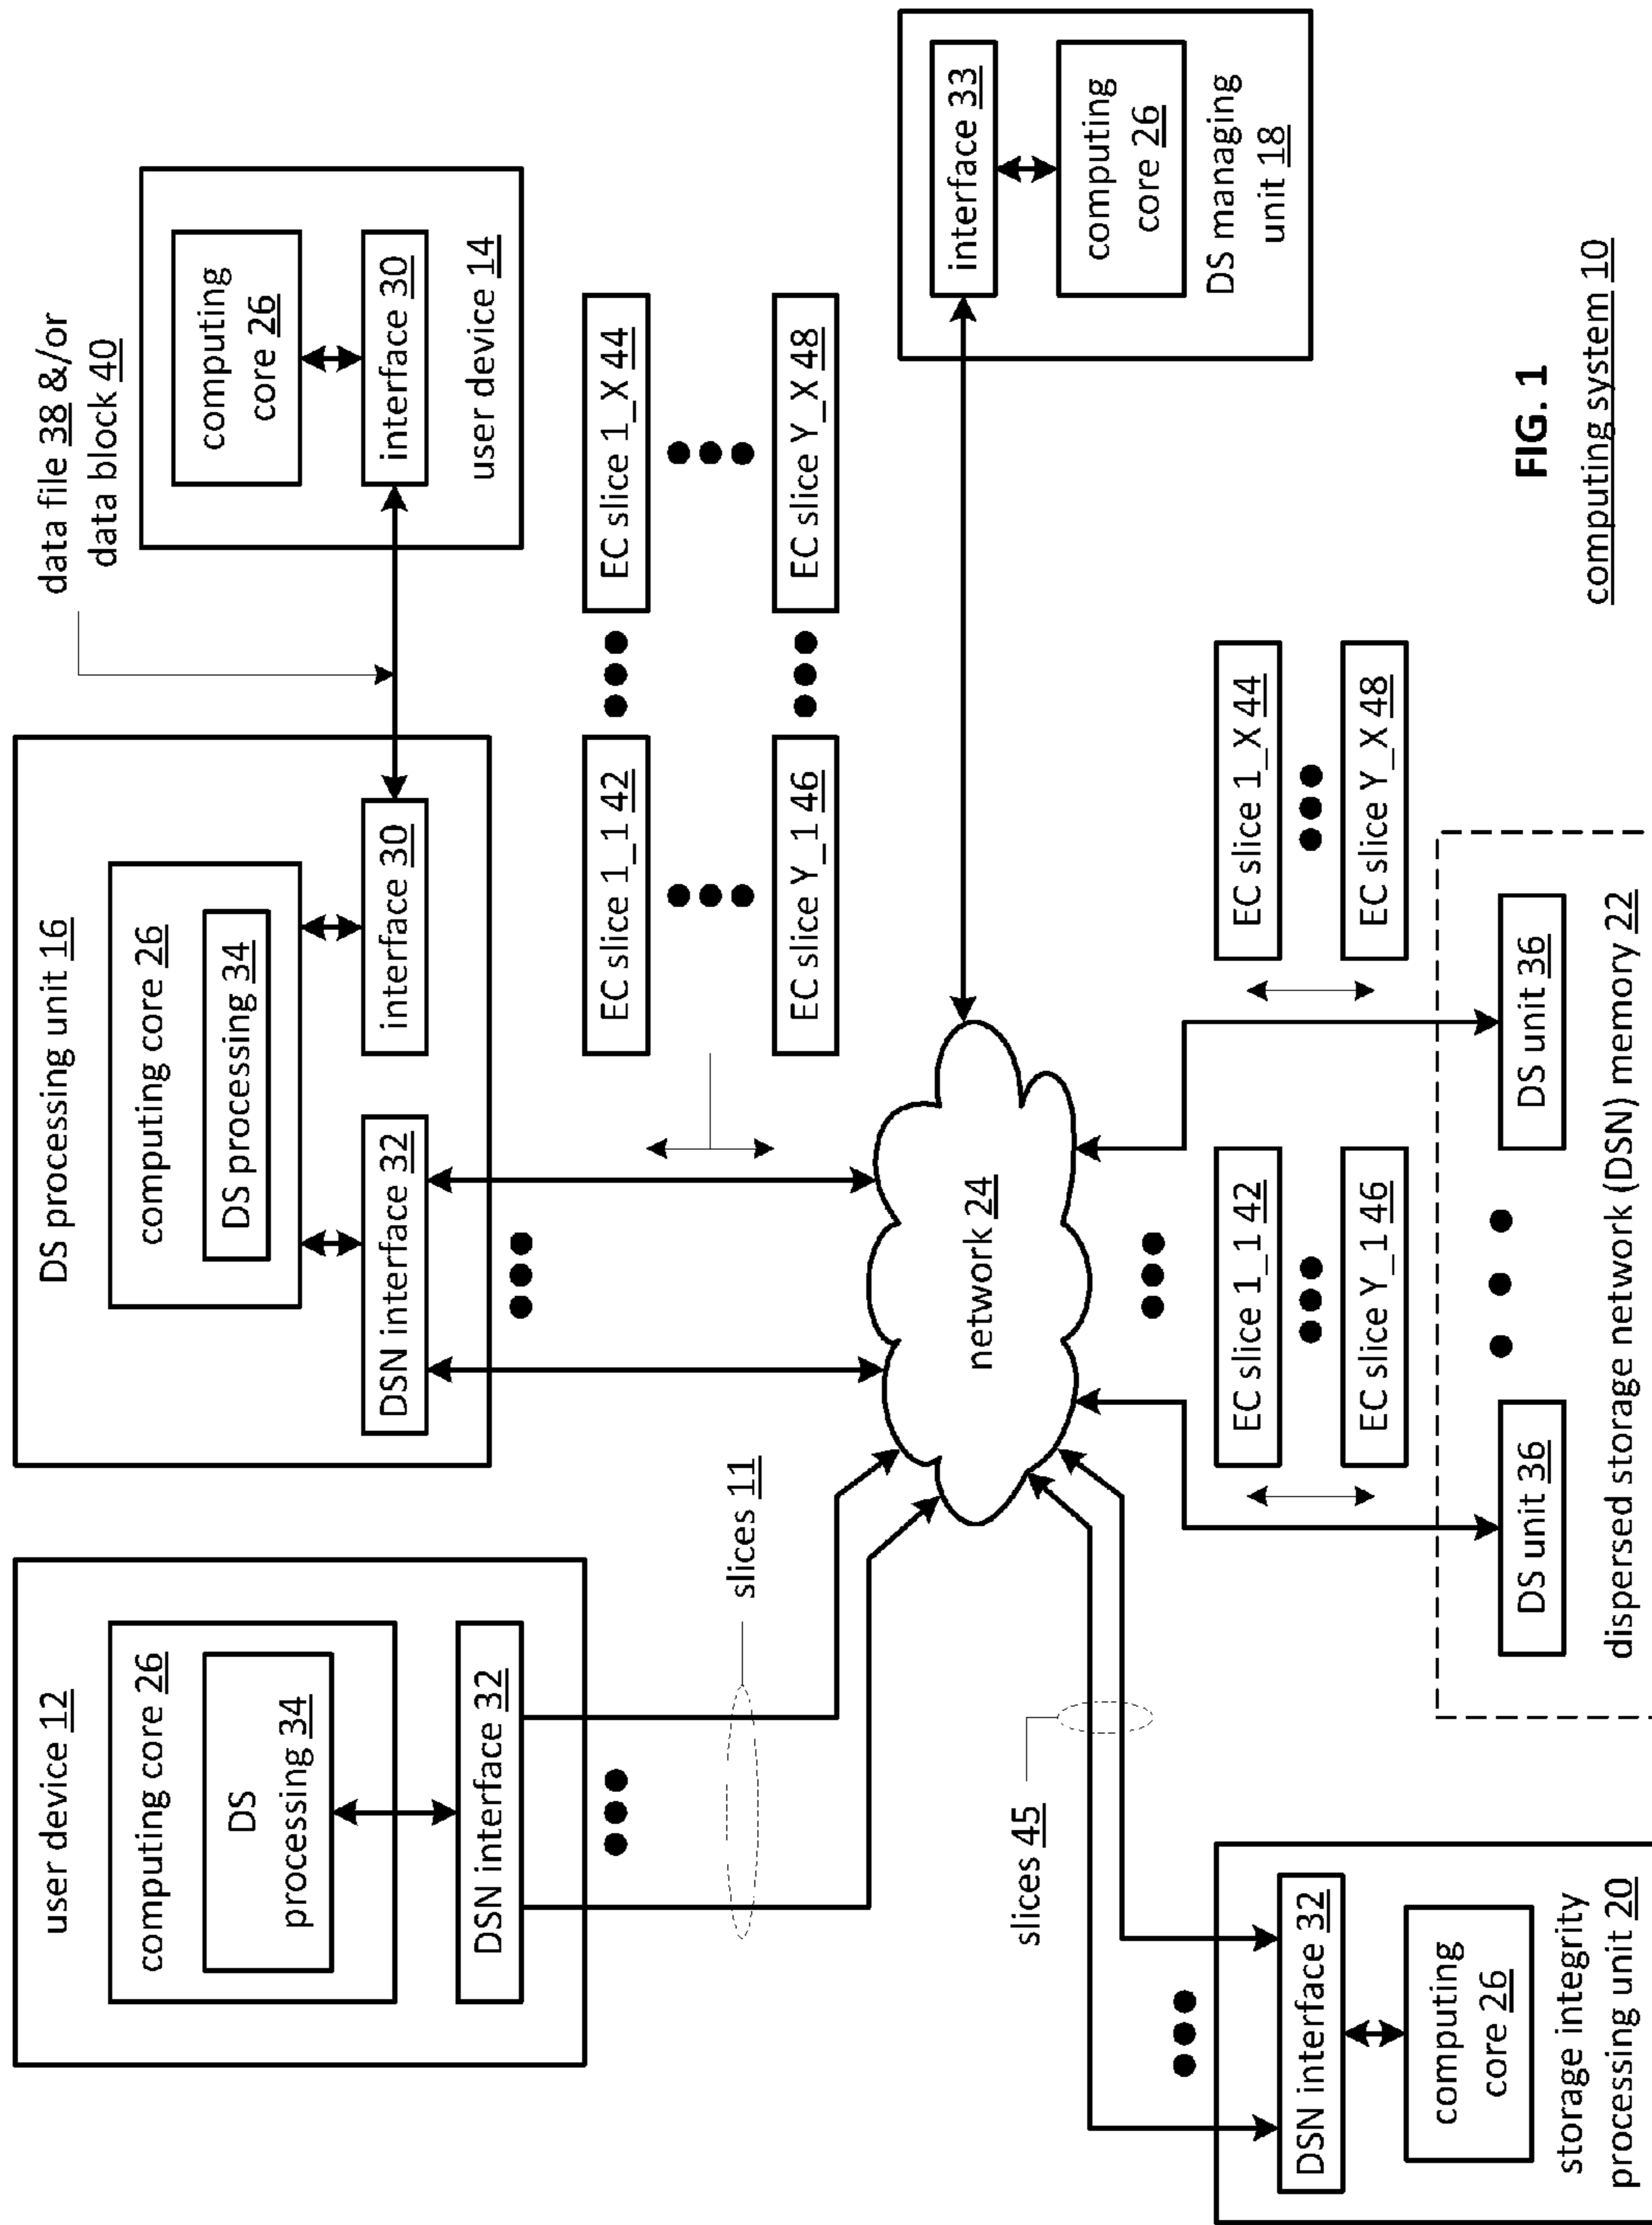 user device 12
computing core 26
DS
processing 34
DSN interface 32
slices 11
DS processing unit 16
computing core 26
DS processing 34
DSN interface 32
interface 30
data file 38 &/or
data block 40
computing
core 26
interface 30
user device 14
EC slice 1_1 42
EC slice 1_X 44
EC slice Y_1 46
EC slice Y_X 48
network 24
interface 33
computing
core 26
DS managing
unit 18
slices 45
DSN interface 32
computing
core 26
storage integrity
processing unit 20
EC slice 1_1 42
EC slice Y_1 46
EC slice 1_X 44
EC slice Y_X 48
DS unit 36
DS unit 36
dispersed storage network (DSN) memory 22
FIG. 1
computing system 10